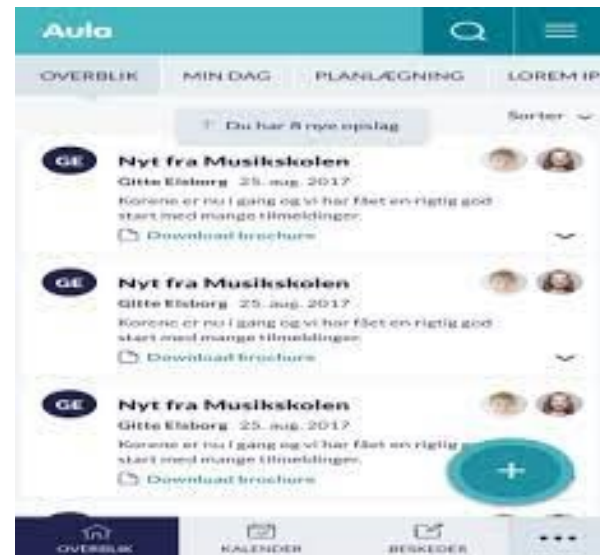 Aula
OVERBLIK MIN DAG PLANLÆGNING LOREM IP
↑ Du har 8 nye opslag
Sorter
GE Nyt fra Musikskolen
Gitte Elsborg 25. aug. 2017
Korene er nu i gang og vi har fået en rigtig god
start med mange tilmeldinger.
Download brochure
GE Nyt fra Musikskolen
Gitte Elsborg 25. aug. 2017
Korene er nu i gang og vi har fået en rigtig god
start med mange tilmeldinger.
Download brochure
GE Nyt fra Musikskolen
Gitte Elsborg 25. aug. 2017
Korene er nu i gang og vi har fået en rigtig
start med mange tilmeldinger.
Download brochure
OVERBLIK KALENDER BESKEDER